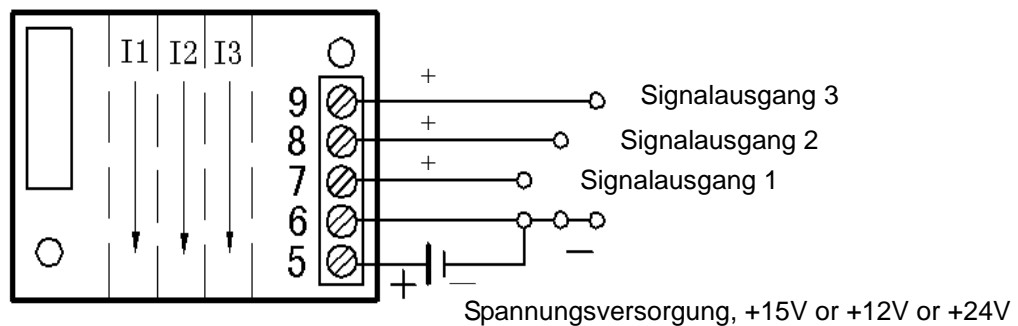 I1 I2 I3
+
9 Signalausgang 3
+
8 Signalausgang 2
+
7 Signalausgang 1
6
−
5
+ −
Spannungsversorgung, +15V or +12V or +24V